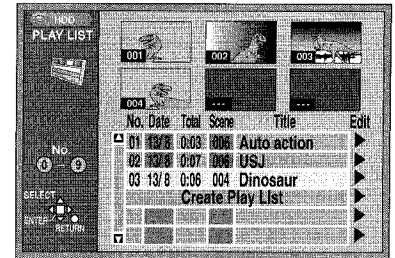 HDD
PLAY LIST
001
002
003
004
---
---
No. Date Total Scene Title Edit
01 13/8 0:03 006 Auto action
02 13/8 0:07 006 USJ
03 13/8 0:06 004 Dinosaur
Create Play List
No.
0 - 9
SELECT
ENTER
RETURN